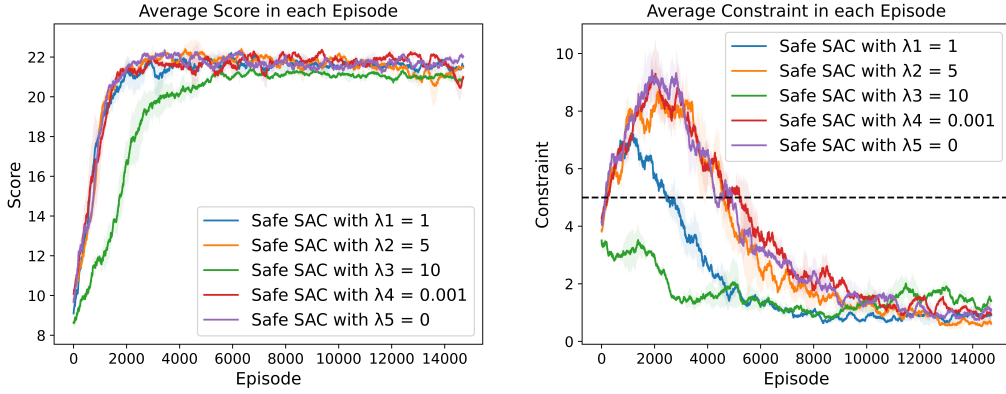 Average Score in each Episode
22
20
18
16
14
12
10
8
Score
Safe SAC with λ1 = 1
Safe SAC with λ2 = 5
Safe SAC with λ3 = 10
Safe SAC with λ4 = 0.001
Safe SAC with λ5 = 0
0 2000 4000 6000 8000 10000 12000 14000
Episode
Average Constraint in each Episode
10
8
6
4
2
0
Constraint
Safe SAC with λ1 = 1
Safe SAC with λ2 = 5
Safe SAC with λ3 = 10
Safe SAC with λ4 = 0.001
Safe SAC with λ5 = 0
0 2000 4000 6000 8000 10000 12000 14000
Episode